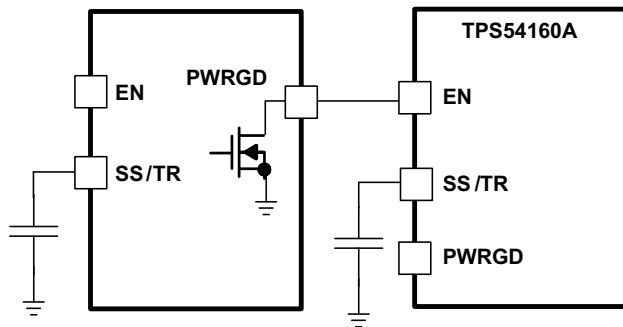 PWRGD
EN
SS/TR
TPS54160A
EN
SS/TR
PWRGD